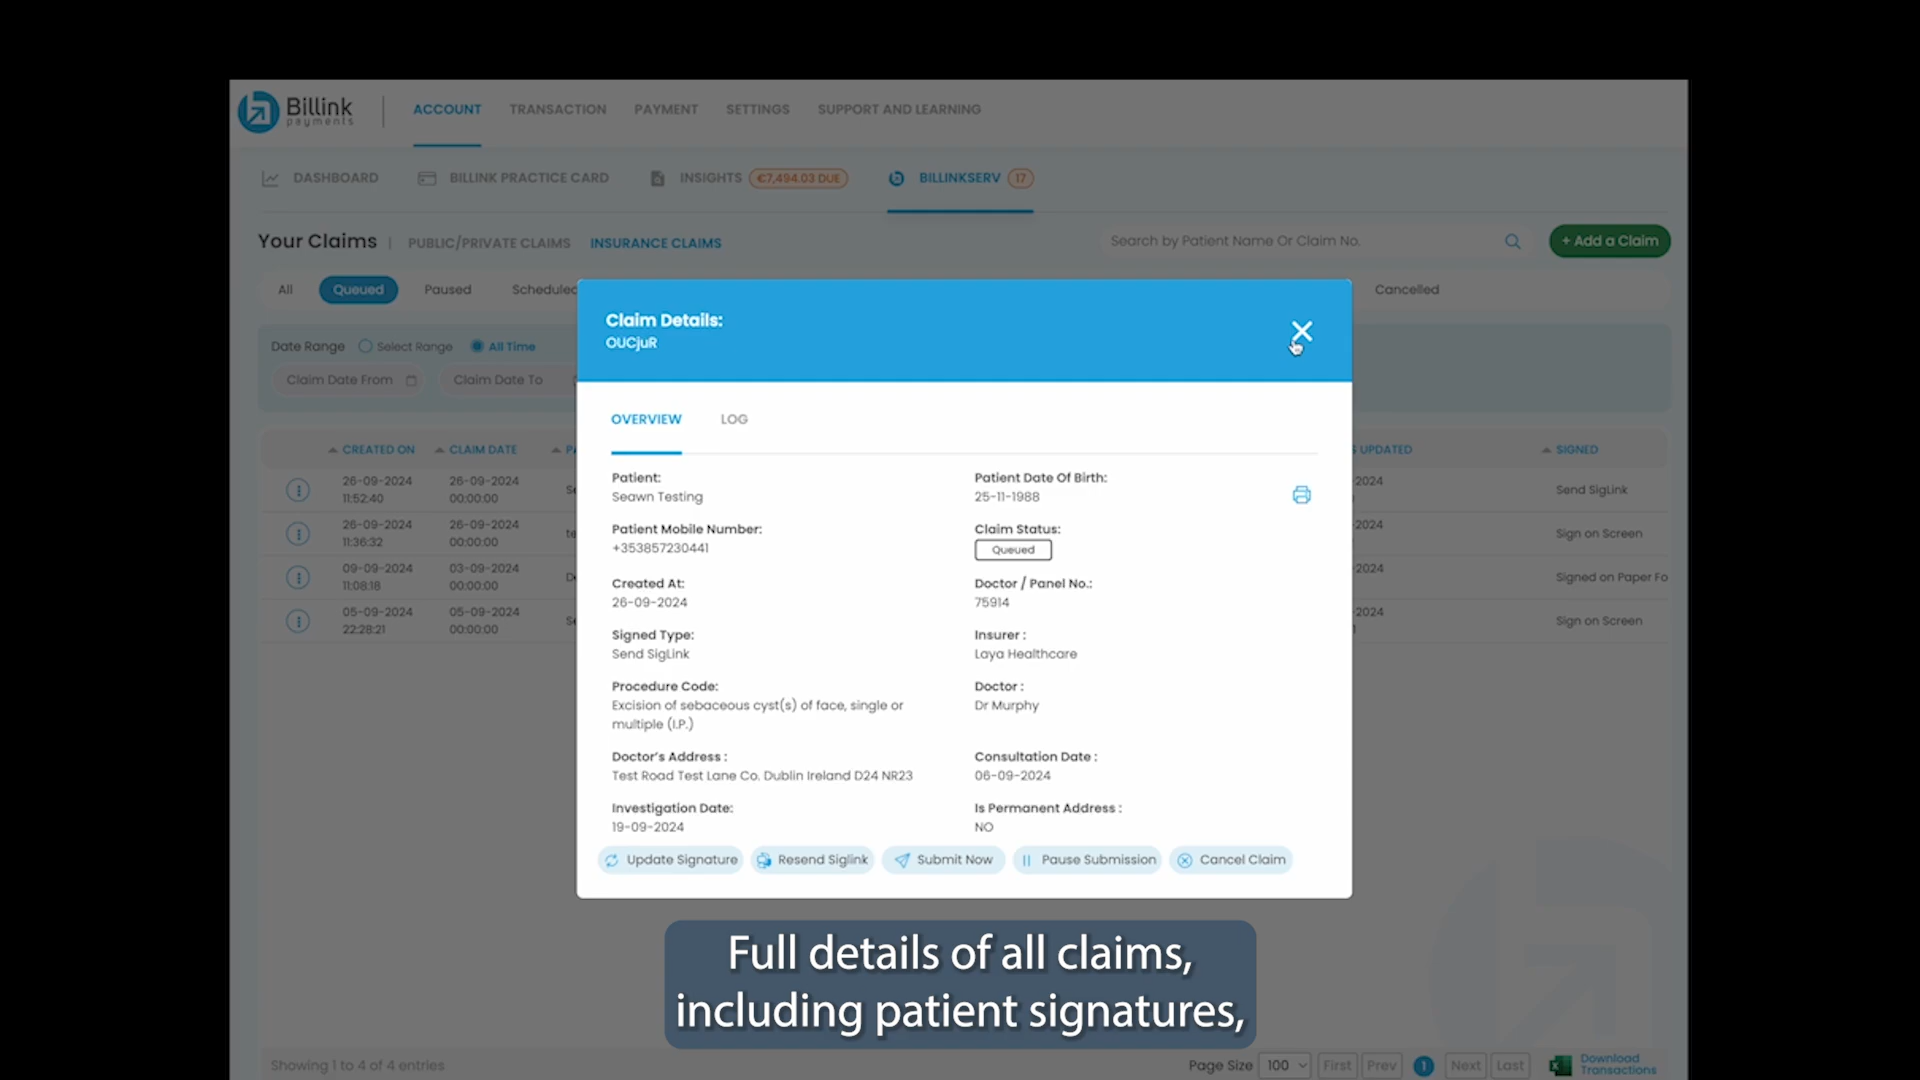 Billink
payments
ACCOUNT TRANSACTION PAYMENT SETTINGS SUPPORT AND LEARNING
DASHBOARD BILLINK PRACTICE CARD INSIGHTS €7,494.03 DUE BILLINKSERV 17
Your Claims | PUBLIC/PRIVATE CLAIMS INSURANCE CLAIMS Search by Patient Name Or Claim No. + Add a Claim
All Queued Paused Scheduled Cancelled
Date Range Select Range All Time
Claim Date From Claim Date To
CREATED ON CLAIM DATE UPDATED SIGNED
26-09-2024 26-09-2024 2024
11:52:40 00:00:00 Send SigLink
26-09-2024 26-09-2024 2024
11:36:32 00:00:00 Sign on Screen
09-09-2024 03-09-2024 2024
11:08:18 00:00:00 Signed on Paper Fo
05-09-2024 05-09-2024 2024
22:28:21 00:00:00 Sign on Screen
Claim Details:
OUCjuR
OVERVIEW LOG
Patient: Patient Date Of Birth:
Seawn Testing 25-11-1988
Patient Mobile Number: Claim Status:
+353857230441 Queued
Created At: Doctor / Panel No.:
26-09-2024 75914
Signed Type: Insurer :
Send SigLink Laya Healthcare
Procedure Code: Doctor :
Excision of sebaceous cyst(s) of face, single or Dr Murphy
multiple (I.P.)
Doctor's Address : Consultation Date :
Test Road Test Lane Co. Dublin Ireland D24 NR23 06-09-2024
Investigation Date: Is Permanent Address :
19-09-2024 NO
Update Signature Resend Siglink Submit Now Pause Submission Cancel Claim
Full details of all claims,
including patient signatures,
Showing 1 to 4 of 4 entries Page Size 100 First Prev 1 Next Last Download
Transactions